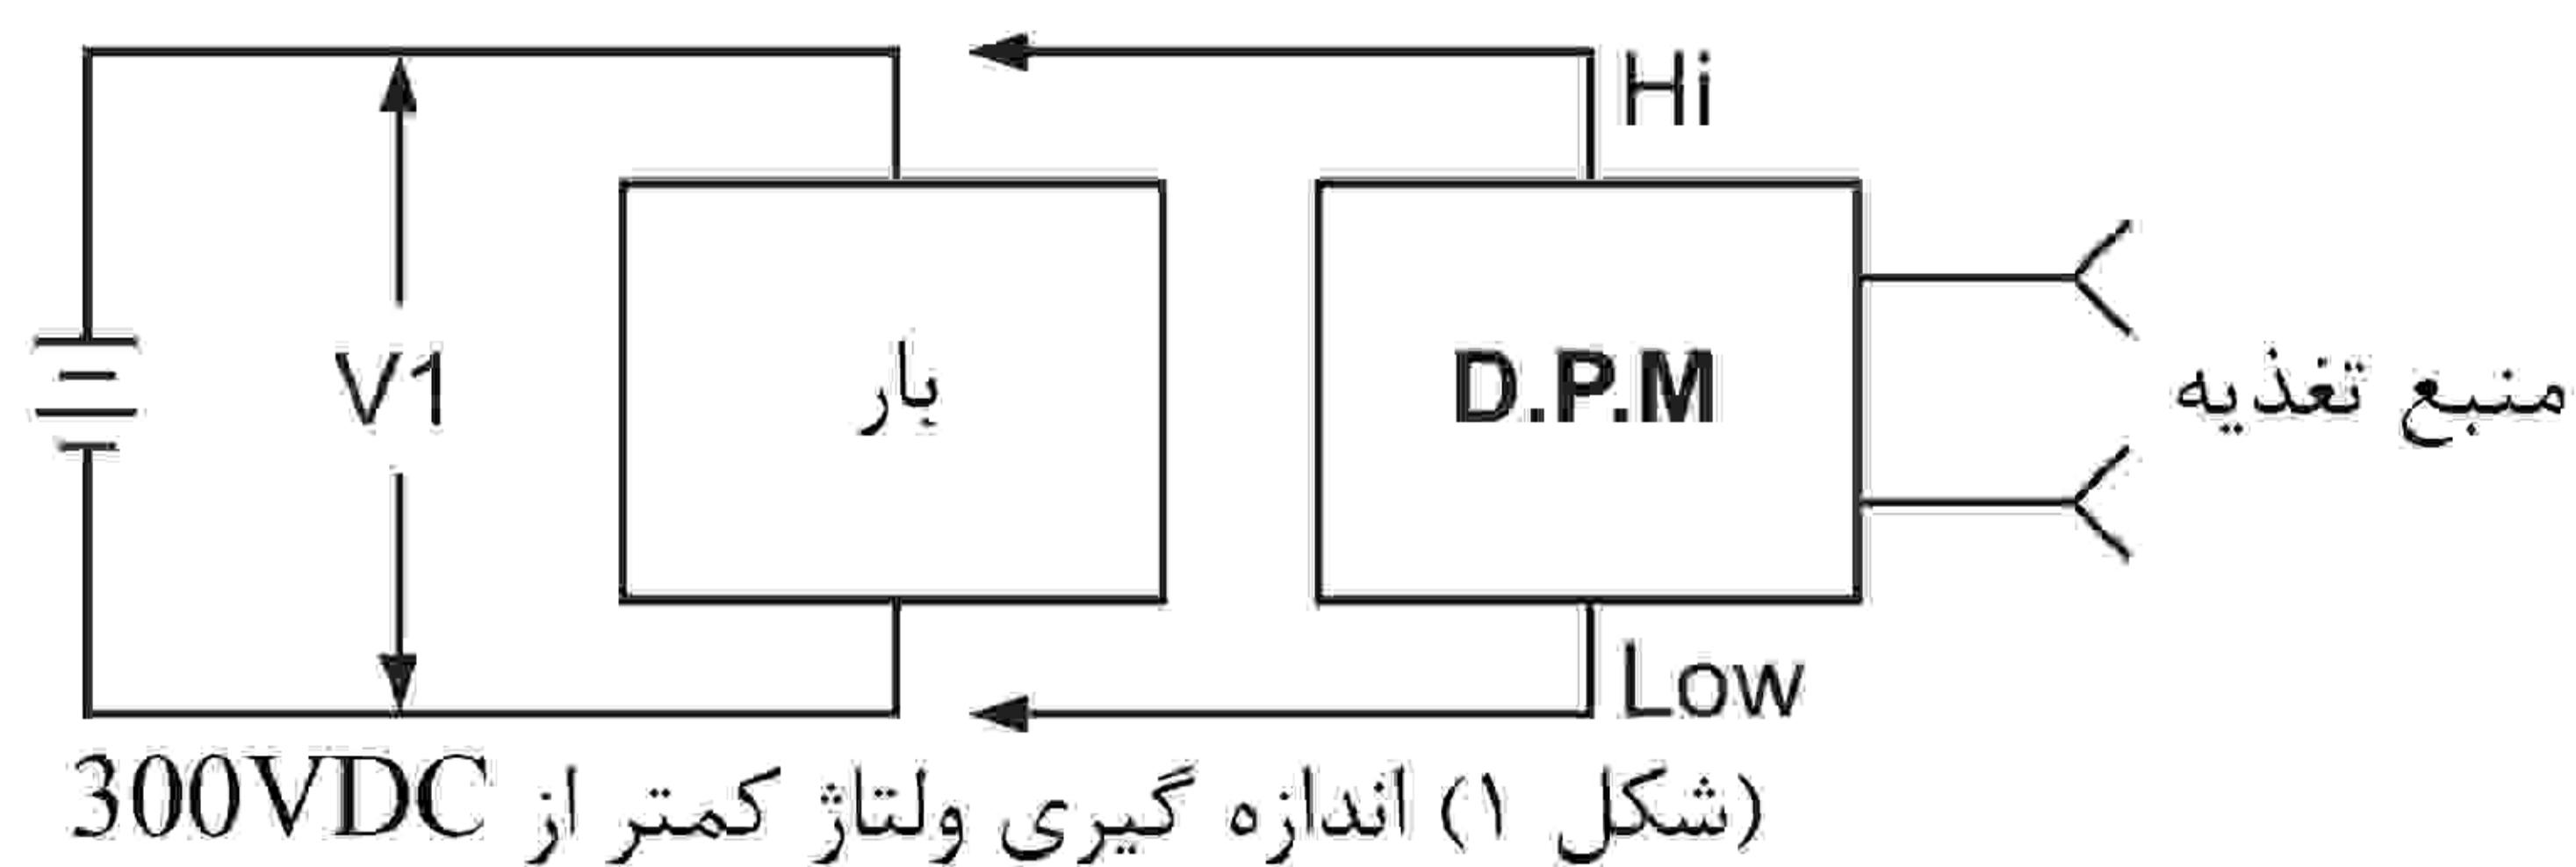 Hi
V1
بار
D.P.M
منبع تغذیه
Low
(شکل ۱) اندازه گیری ولتاژ کمتر از 300VDC